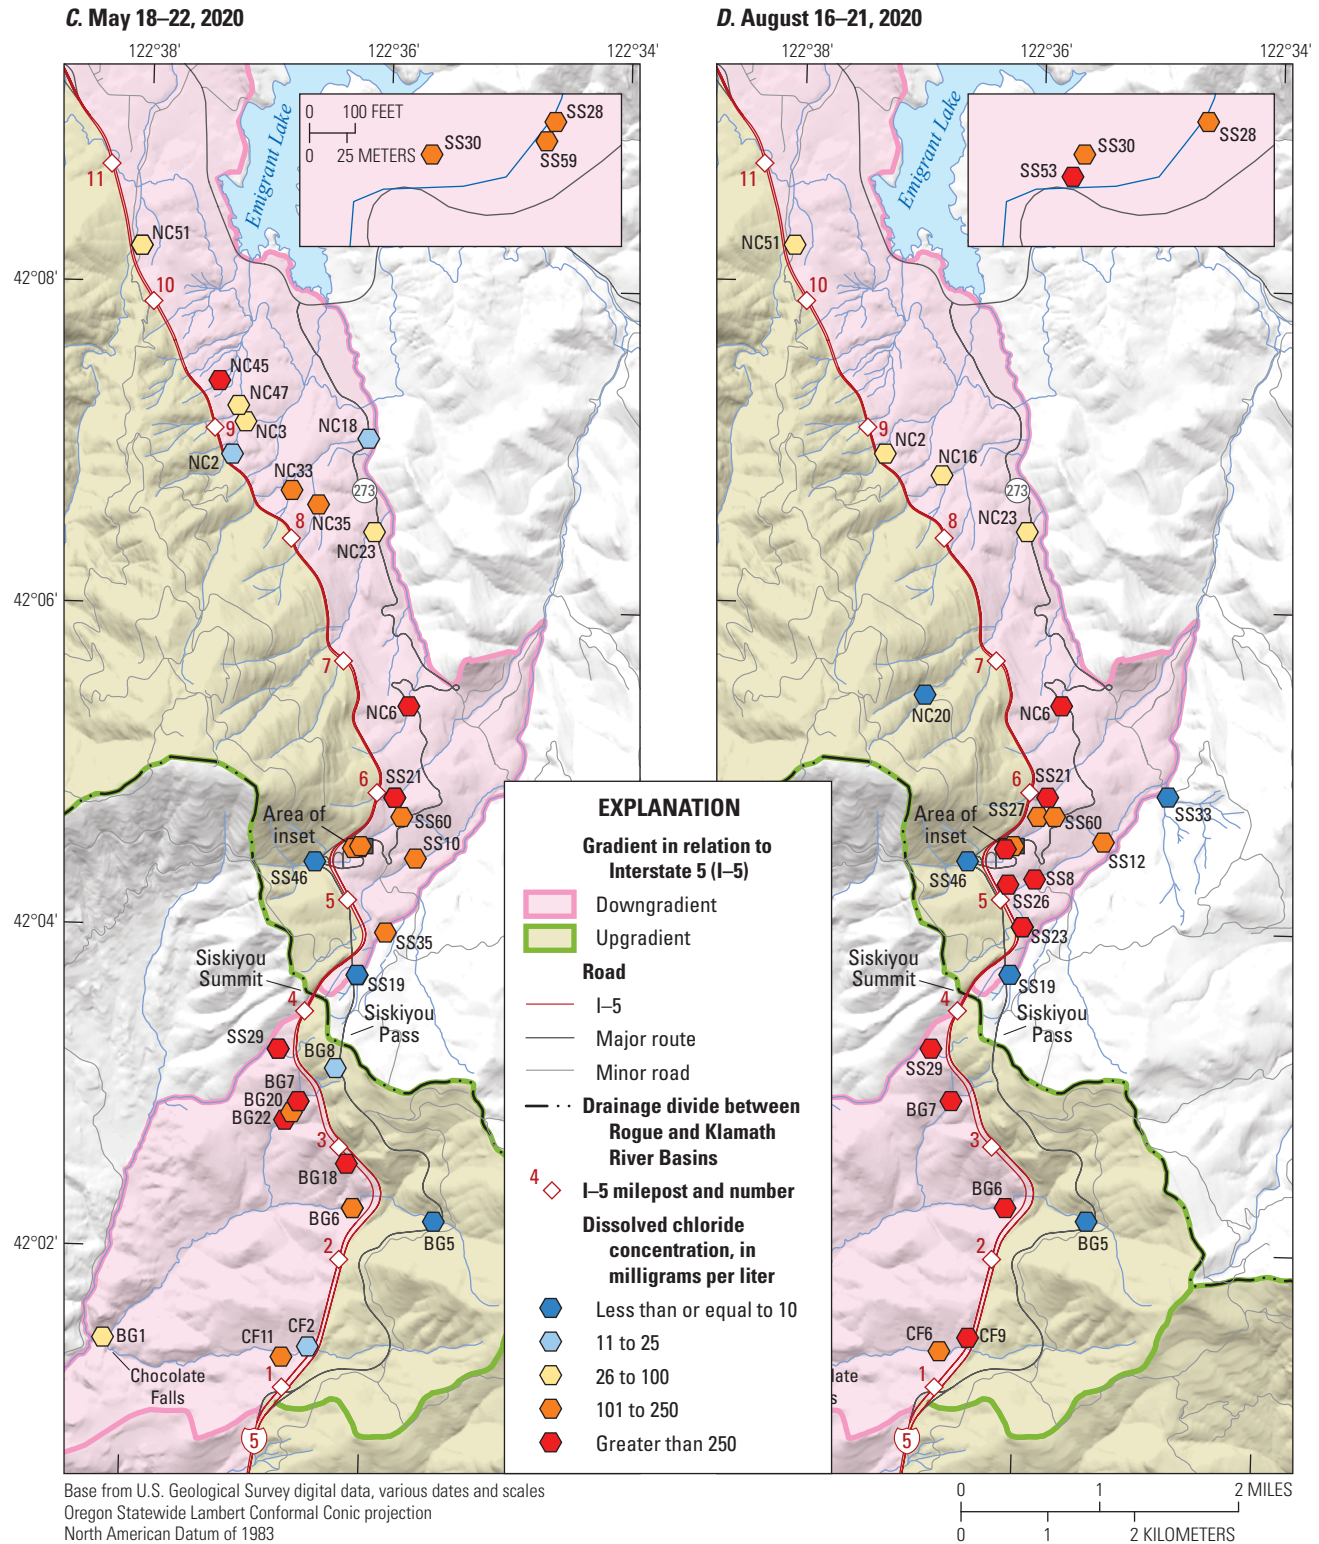 C. May 18–22, 2020
122°38'
122°36'
122°34'
42°08'
42°06'
42°04'
42°02'
0 100 FEET
0 25 METERS
SS30
SS28
SS59
Emigrant Lake
11
NC51
10
NC45
NC47
NC3
9
NC2
NC18
NC33
NC35
273
8
NC23
7
NC6
6
SS21
SS60
Area of
inset
SS10
SS46
5
SS35
Siskiyou
Summit
SS19
4
Siskiyou
Pass
SS29
BG8
BG7
BG20
BG22
3
BG18
BG6
BG5
2
BG1
CF11
CF2
Chocolate
Falls
1
5
D. August 16–21, 2020
122°38'
122°36'
122°34'
SS30
SS28
SS53
Emigrant Lake
11
NC51
10
9
NC2
NC16
273
8
NC23
7
NC20
NC6
6
SS21
SS27
SS60
SS33
Area of
inset
SS12
SS46
SS8
5
SS26
SS23
Siskiyou
Summit
SS19
4
Siskiyou
Pass
SS29
BG7
3
BG6
BG5
2
CF6
CF9
late
s
1
5
EXPLANATION
Gradient in relation to
Interstate 5 (I–5)
Downgradient
Upgradient
Road
I–5
Major route
Minor road
Drainage divide between
Rogue and Klamath
River Basins
4
I–5 milepost and number
Dissolved chloride
concentration, in
milligrams per liter
Less than or equal to 10
11 to 25
26 to 100
101 to 250
Greater than 250
Base from U.S. Geological Survey digital data, various dates and scales
Oregon Statewide Lambert Conformal Conic projection
North American Datum of 1983
0 1 2 MILES
0 1 2 KILOMETERS